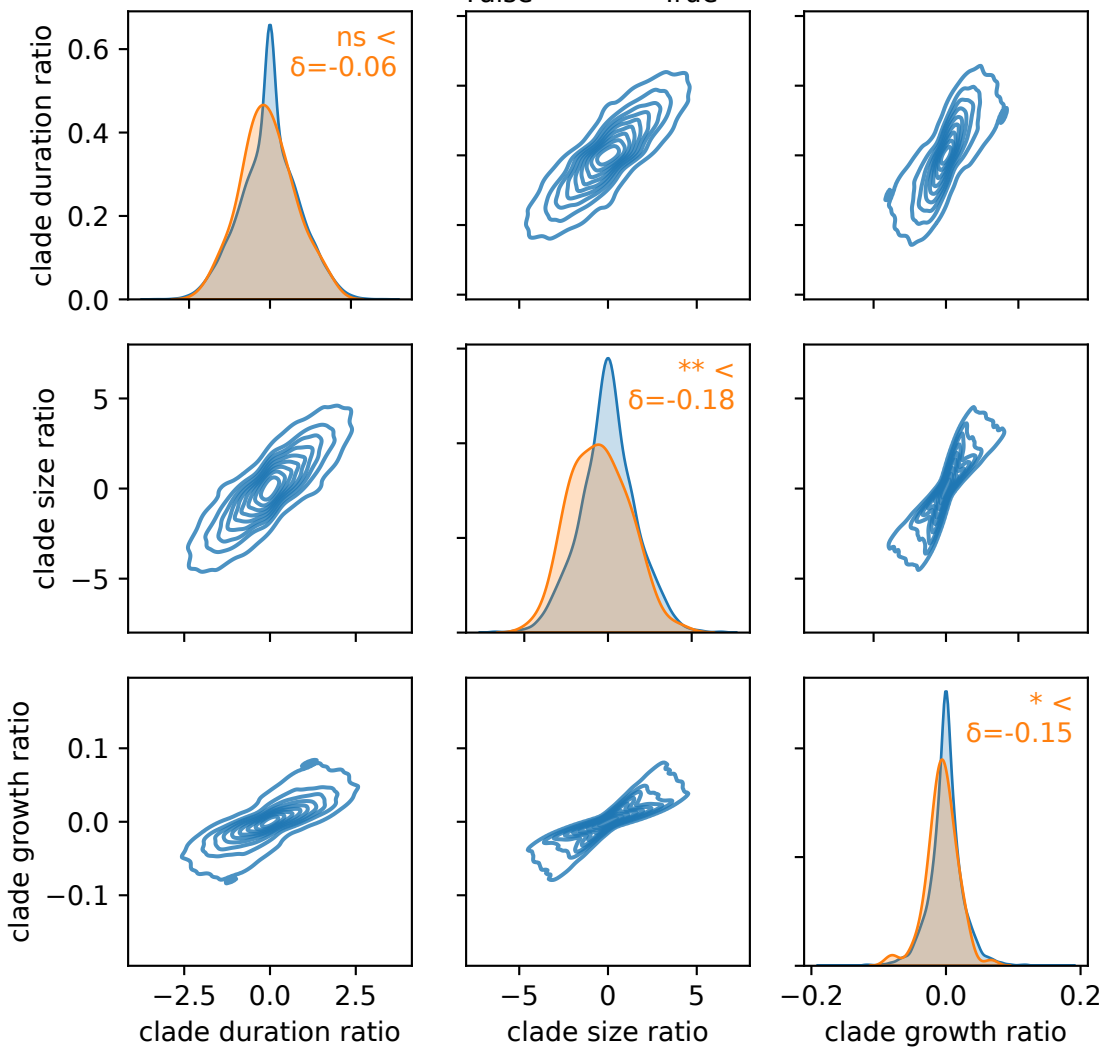 0.6
0.4
0.2
0.0
clade duration ratio
ns <
δ=-0.06
5
0
−5
clade size ratio
** <
δ=-0.18
0.1
0.0
−0.1
clade growth ratio
* <
δ=-0.15
−2.5 0.0 2.5
clade duration ratio
−5 0 5
clade size ratio
−0.2 0.0 0.2
clade growth ratio